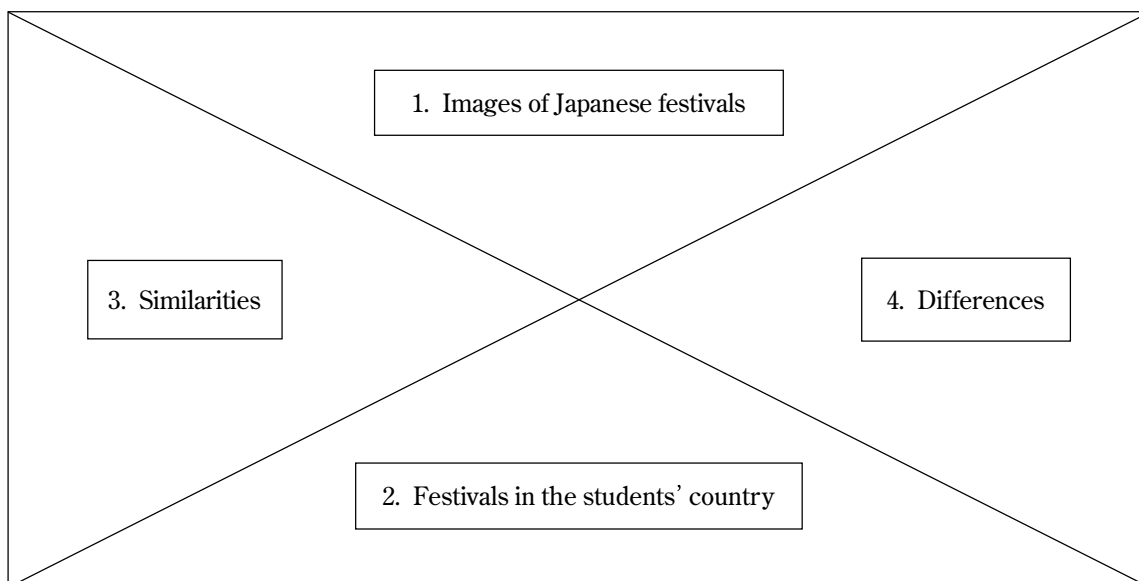 1. Images of Japanese festivals
3. Similarities
4. Differences
2. Festivals in the students’ country